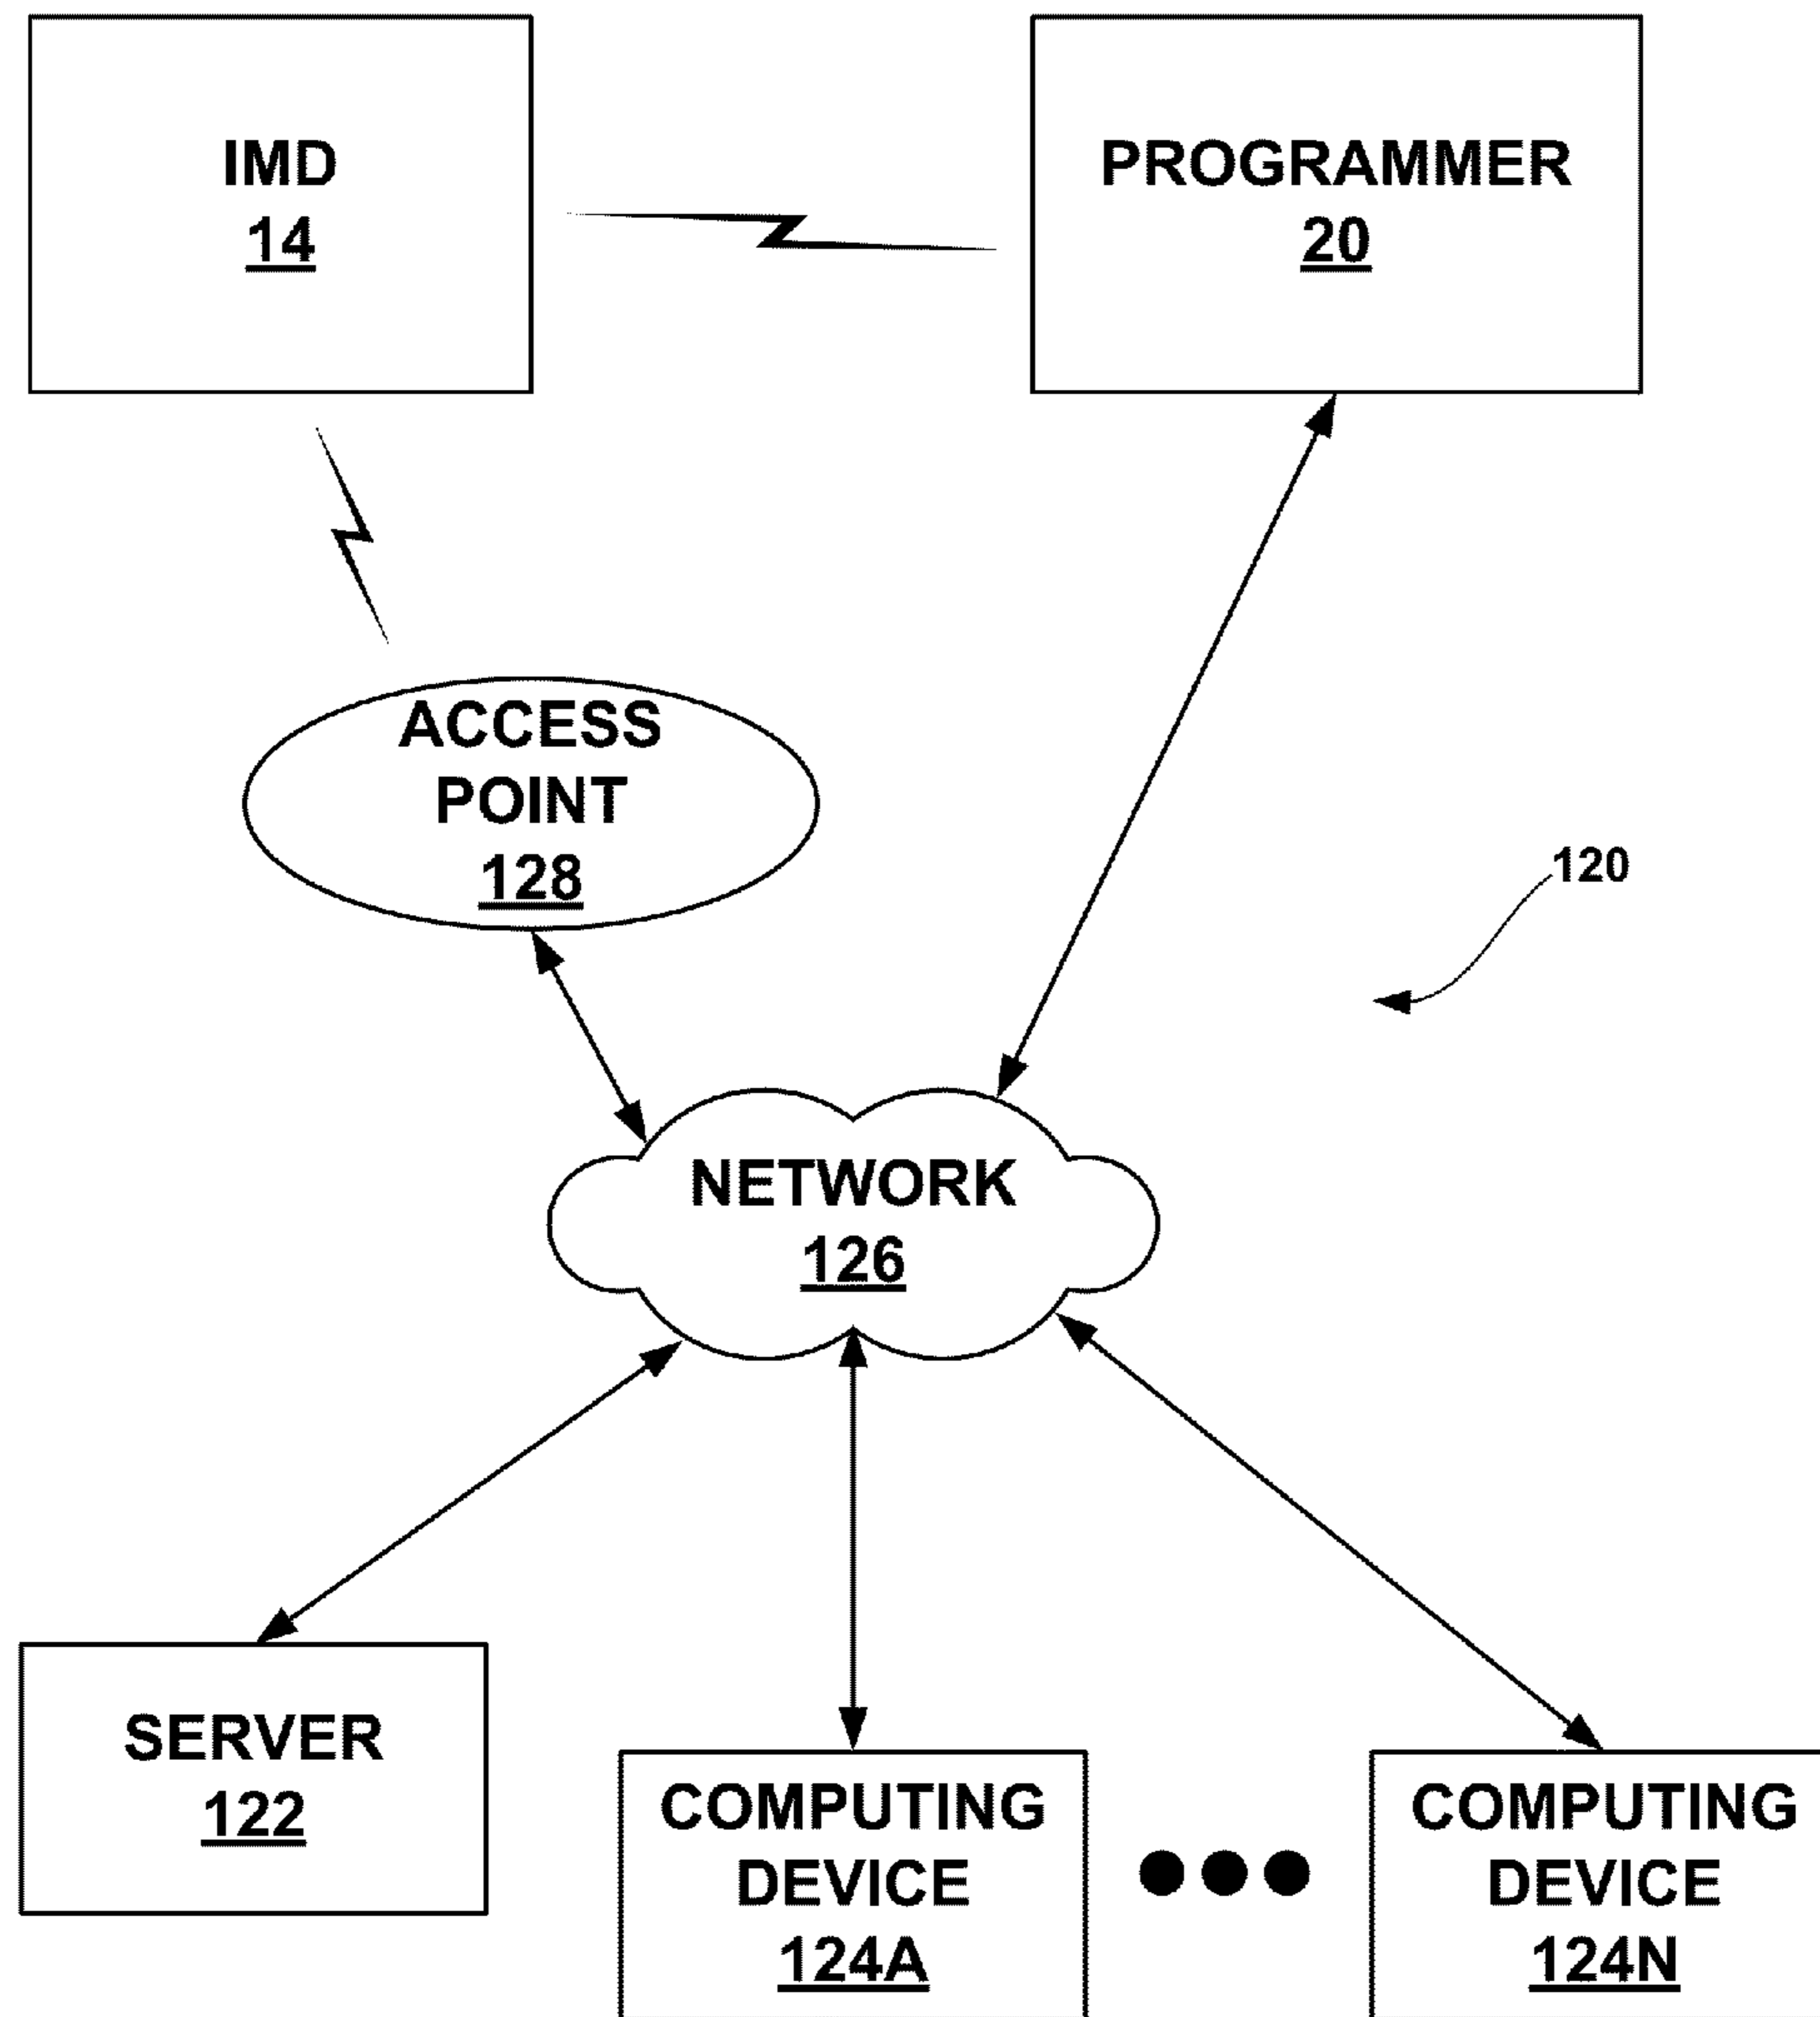 IMD
14
PROGRAMMER
20
ACCESS
POINT
128
120
NETWORK
126
SERVER
122
COMPUTING
DEVICE
124A
COMPUTING
DEVICE
124N